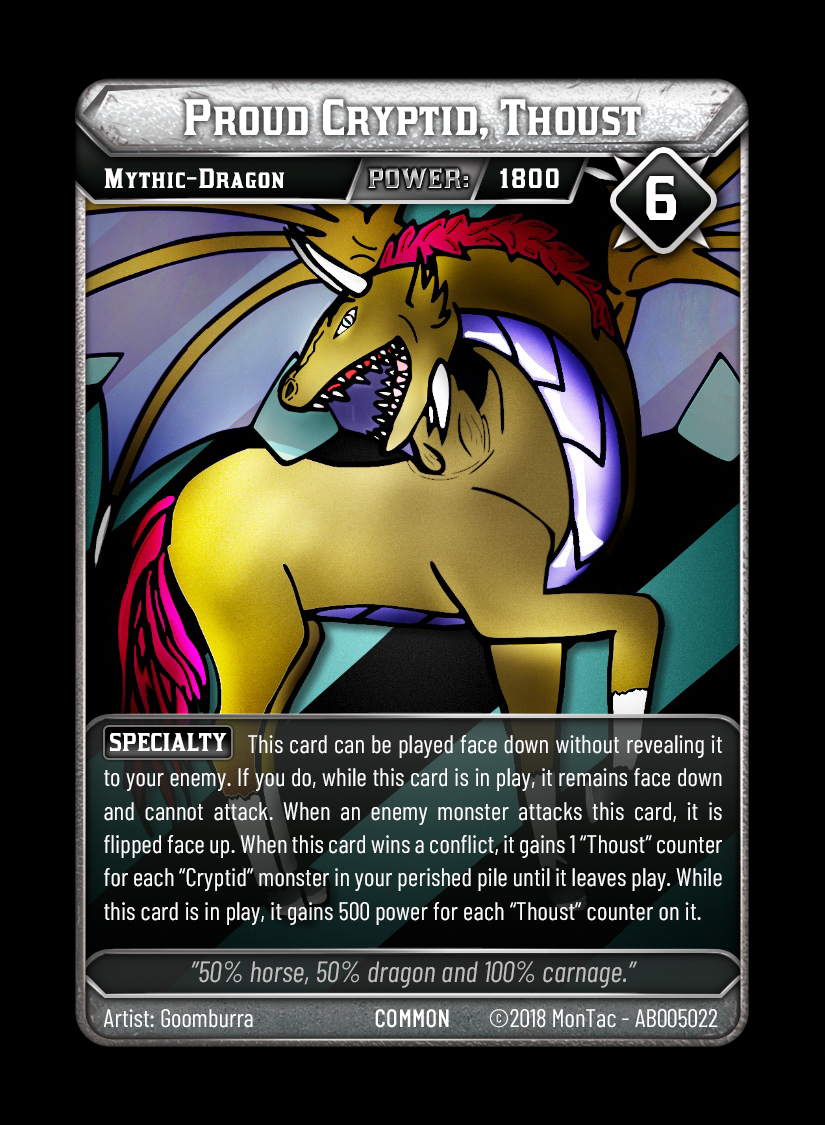 Proud Cryptid, Thoust
Mythic-Dragon POWER: 1800
6
SPECIALTY This card can be played face down without revealing it
to your enemy. If you do, while this card is in play, it remains face down
and cannot attack. When an enemy monster attacks this card, it is
flipped face up. When this card wins a conflict, it gains 1 “Thoust” counter
for each “Cryptid” monster in your perished pile until it leaves play. While
this card is in play, it gains 500 power for each “Thoust” counter on it.
“50% horse, 50% dragon and 100% carnage.”
Artist: Goomburra COMMON ©2018 MonTac - AB005022